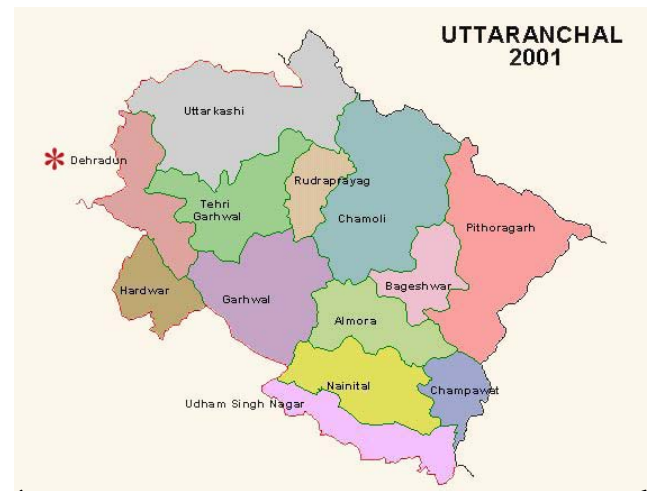 UTTARANCHAL
2001
Uttarkashi
* Dehradun
Rudraprayag
Tehri
Garhwal
Chamoli
Pithoragarh
Hardwar
Garhwal
Bageshwar
Almora
Nainital
Champawat
Udham Singh Nagar